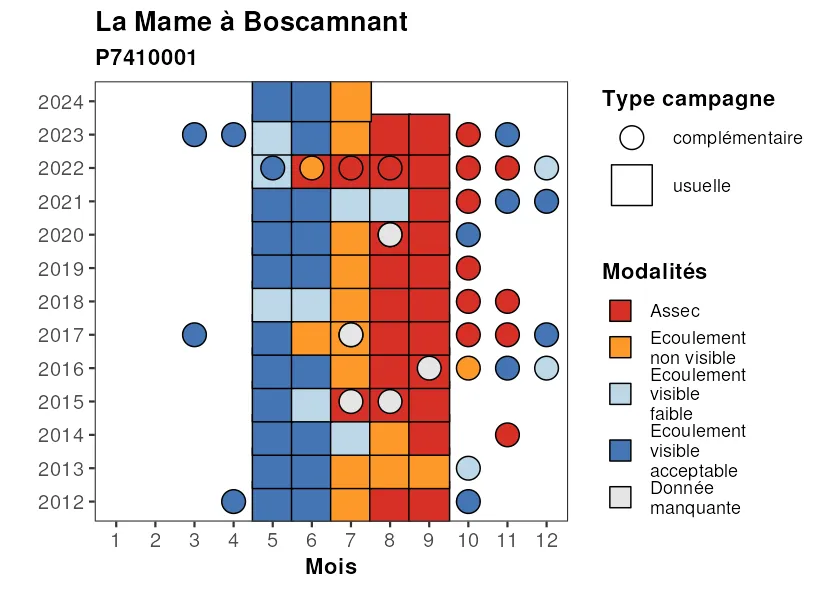 La Mame à Boscamnant
P7410001
2024
2023
2022
2021
2020
2019
2018
2017
2016
2015
2014
2013
2012
1 2 3 4 5 6 7 8 9 10 11 12
Mois
Type campagne
complémentaire
usuelle
Modalités
Assec
Ecoulement
non visible
Ecoulement
visible
faible
Ecoulement
visible
acceptable
Donnée
manquante